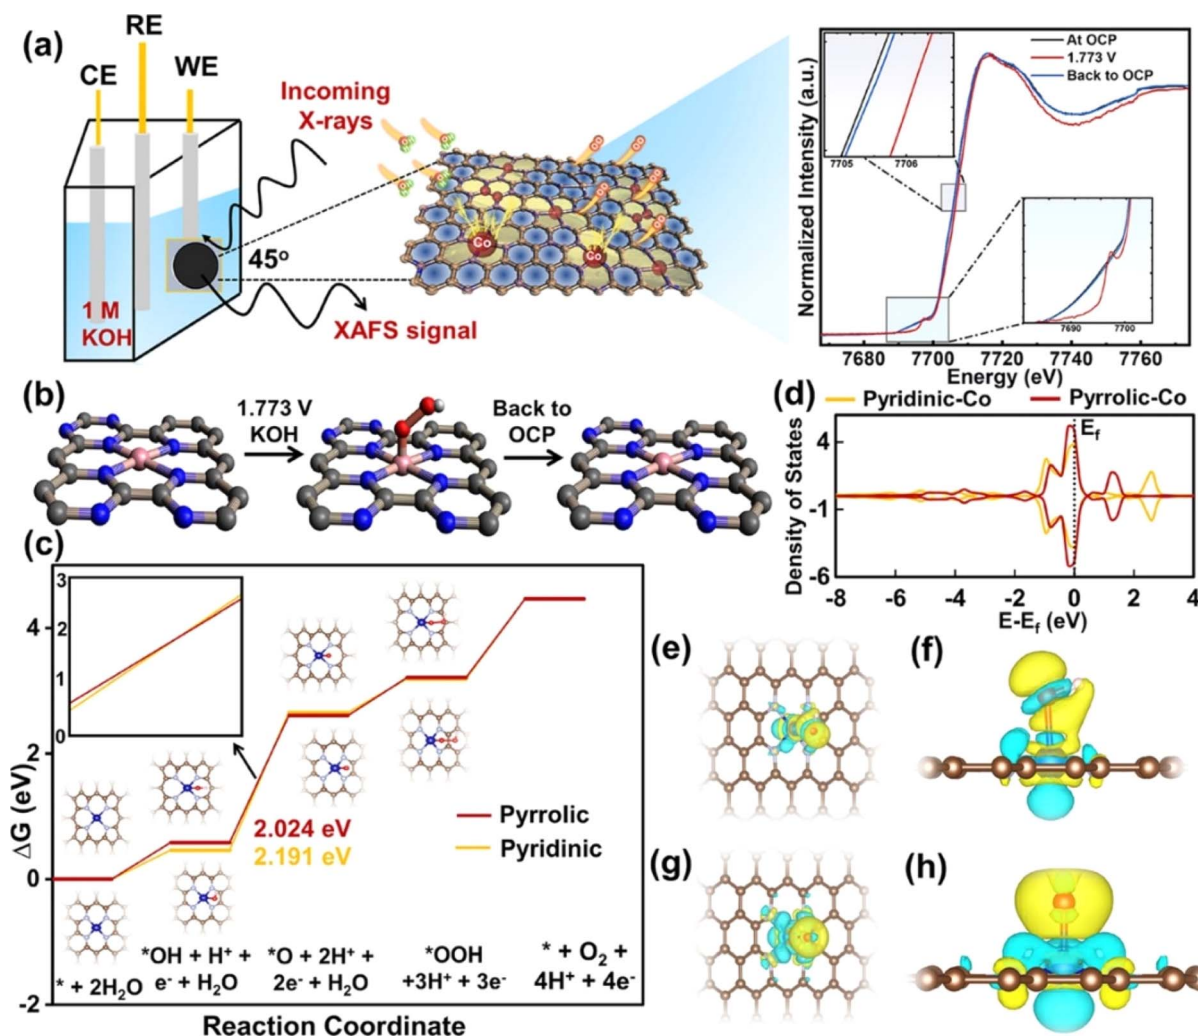 (a)
RE
CE
WE
Incoming
X-rays
45°
1 M
KOH
XAFS signal
Co
Co
Normalized Intensity (a.u.)
At OCP
1.773 V
Back to OCP
7705
7706
7690
7700
7680
7700
7720
7740
7760
Energy (eV)
(b)
1.773 V
KOH
Back to
OCP
(d)
Pyridinic-Co
Pyrrolic-Co
E_f
Density of States
4
-1
-6
-8
-6
-4
-2
0
2
4
E-E_f (eV)
(c)
3
2
1
0
ΔG (eV)
4
2
0
-2
2.024 eV
2.191 eV
Pyrrolic
Pyridinic
* + 2H₂O
*OH + H⁺ +
e⁻ + H₂O
*O + 2H⁺ +
2e⁻ + H₂O
*OOH
+3H⁺ + 3e⁻
* + O₂ +
4H⁺ + 4e⁻
Reaction Coordinate
(e)
(f)
(g)
(h)